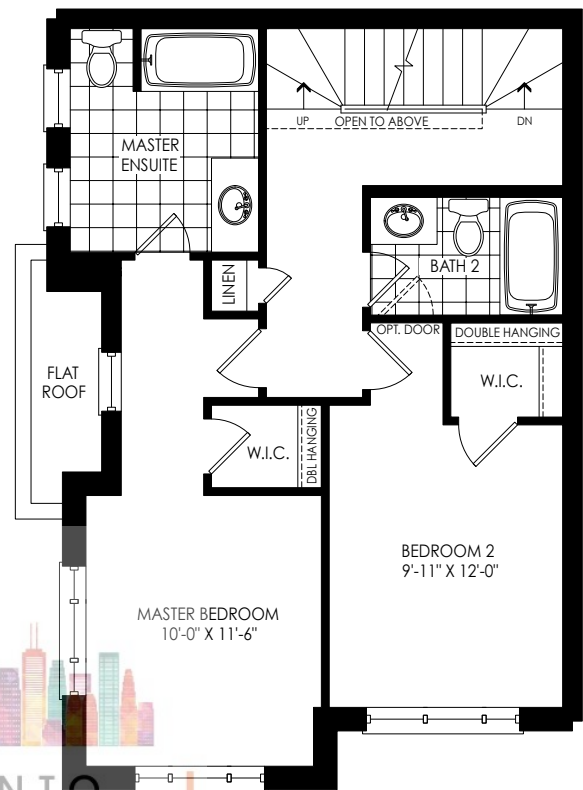 MASTER
ENSUITE
UP
OPEN TO ABOVE
DN
LINEN
BATH 2
OPT. DOOR
DOUBLE HANGING
W.I.C.
FLAT
ROOF
W.I.C.
DBL HANGING
BEDROOM 2
9'-11" X 12'-0"
MASTER BEDROOM
10'-0" X 11'-6"
NTO